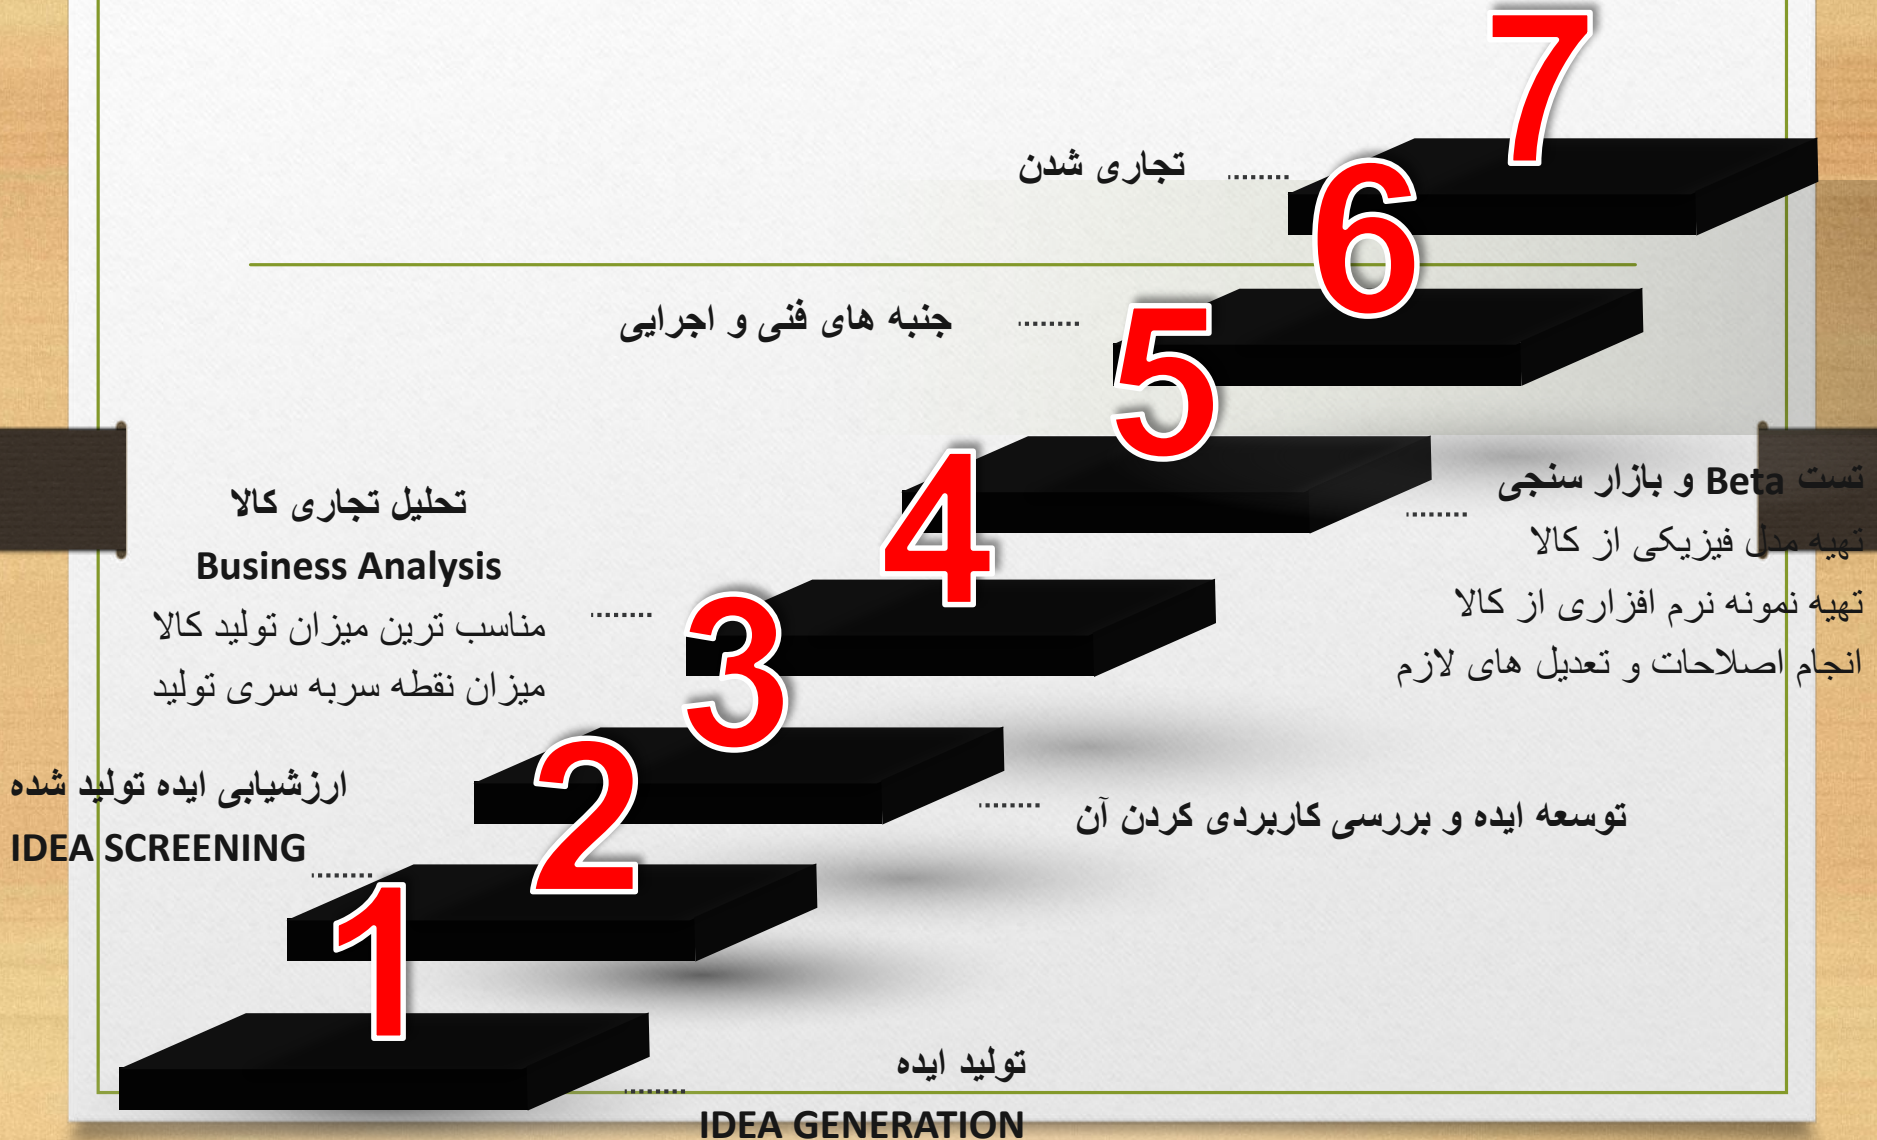 7
تجاری شدن
6
جنبه های فنی و اجرایی
5
تست Beta و بازار سنجی
تهیه مدل فیزیکی از کالا
تهیه نمونه نرم افزاری از کالا
انجام اصلاحات و تعدیل های لازم
4
تحلیل تجاری کالا
Business Analysis
مناسب ترین میزان تولید کالا
میزان نقطه سربه سری تولید
3
توسعه ایده و بررسی کاربردی کردن آن
2
ارزشیابی ایده تولید شده
IDEA SCREENING
1
تولید ایده
IDEA GENERATION